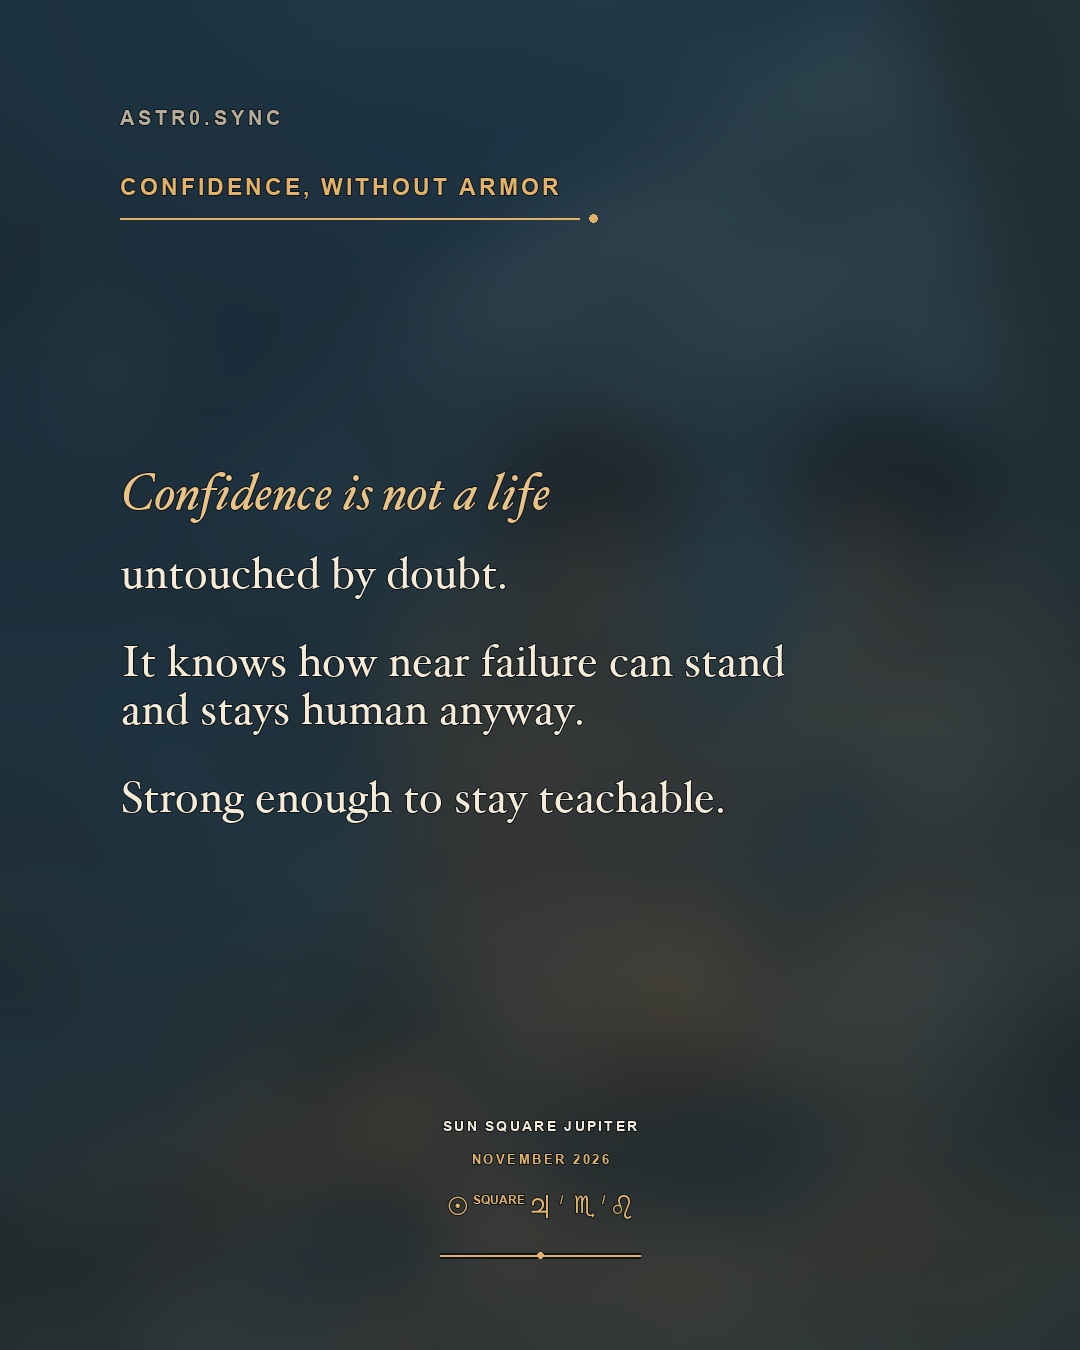 ASTR0.SYNC
CONFIDENCE, WITHOUT ARMOR
Confidence is not a life
untouched by doubt.
It knows how near failure can stand
and stays human anyway.
Strong enough to stay teachable.
SUN SQUARE JUPITER
NOVEMBER 2026
☉ SQUARE ♃ / ♏ / ♌